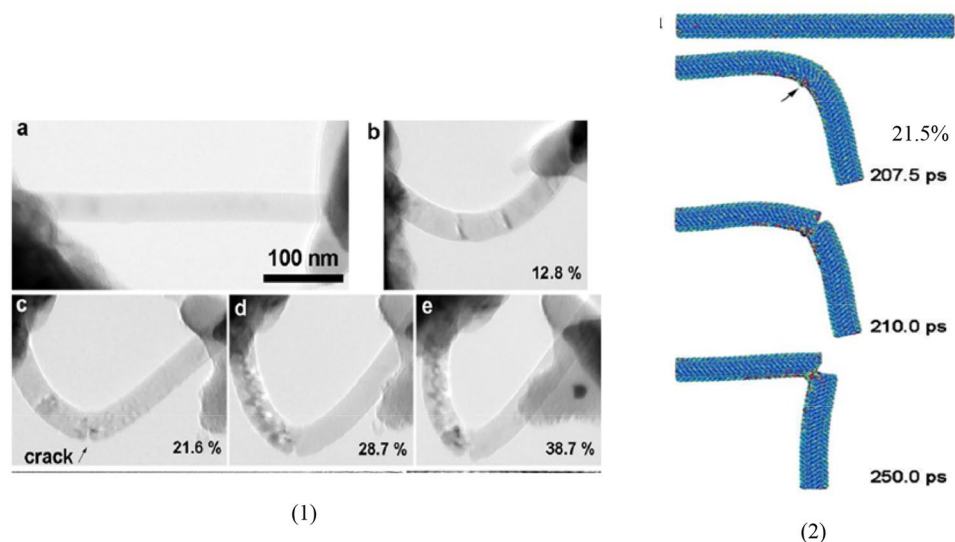 a
b
100 nm
12.8 %
c
d
e
crack
21.6 %
28.7 %
38.7 %
(1)
21.5%
207.5 ps
210.0 ps
250.0 ps
(2)